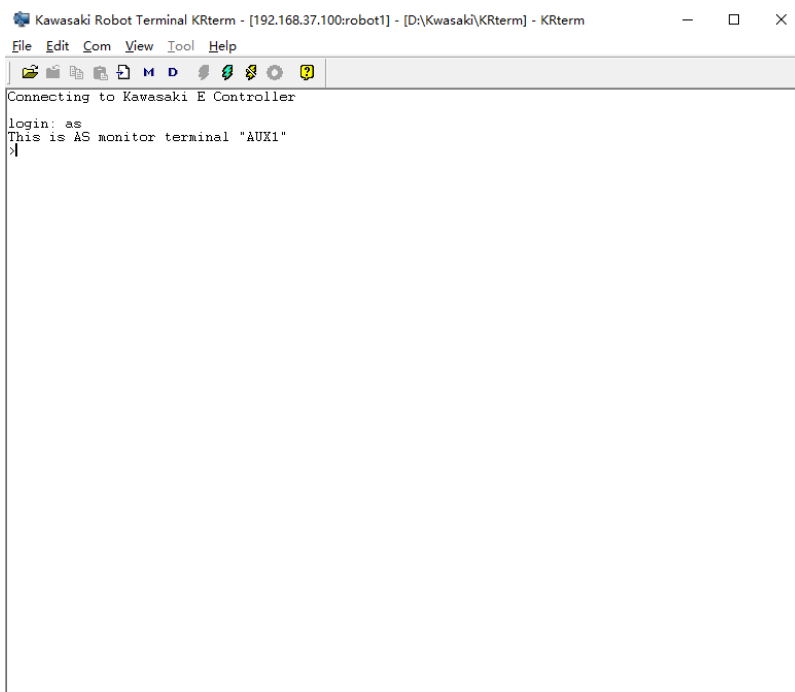 Kawasaki Robot Terminal KRterm - [192.168.37.100:robot1] - [D:\Kwasaki\KRterm] - KRterm
File Edit Com View Tool Help
M D
Connecting to Kawasaki E Controller
login: as
This is AS monitor terminal "AUX1"
>